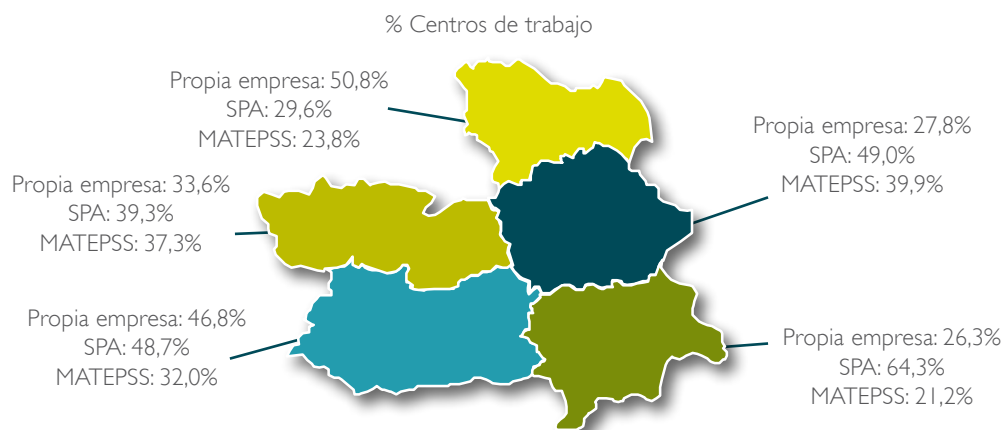 % Centros de trabajo
Propia empresa: 50,8%
SPA: 29,6%
MATEPSS: 23,8%
Propia empresa: 27,8%
SPA: 49,0%
MATEPSS: 39,9%
Propia empresa: 33,6%
SPA: 39,3%
MATEPSS: 37,3%
Propia empresa: 46,8%
SPA: 48,7%
MATEPSS: 32,0%
Propia empresa: 26,3%
SPA: 64,3%
MATEPSS: 21,2%